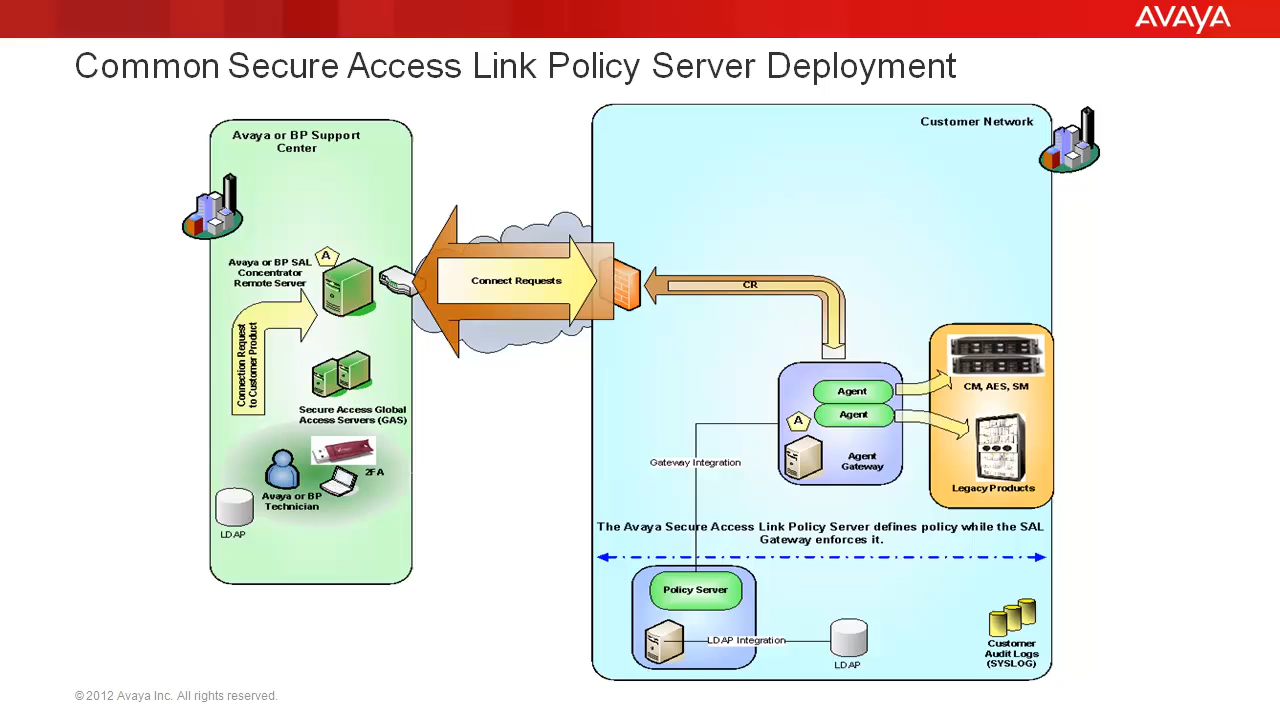 AVAYA
Common Secure Access Link Policy Server Deployment
Avaya or BP Support
Center
Avaya or BP SAL
Concentrator
Remote Server
A
Connection Request
to Customer Product
Secure Access Global
Access Servers (GAS)
2FA
Avaya or BP
Technician
LDAP
Connect Requests
Customer Network
CR
Agent
Agent
A
Agent
Gateway
CM, AES, SM
Legacy Products
Gateway Integration
The Avaya Secure Access Link Policy Server defines policy while the SAL
Gateway enforces it.
Policy Server
LDAP Integration
LDAP
Customer
Audit Logs
(SYSLOG)
© 2012 Avaya Inc. All rights reserved.